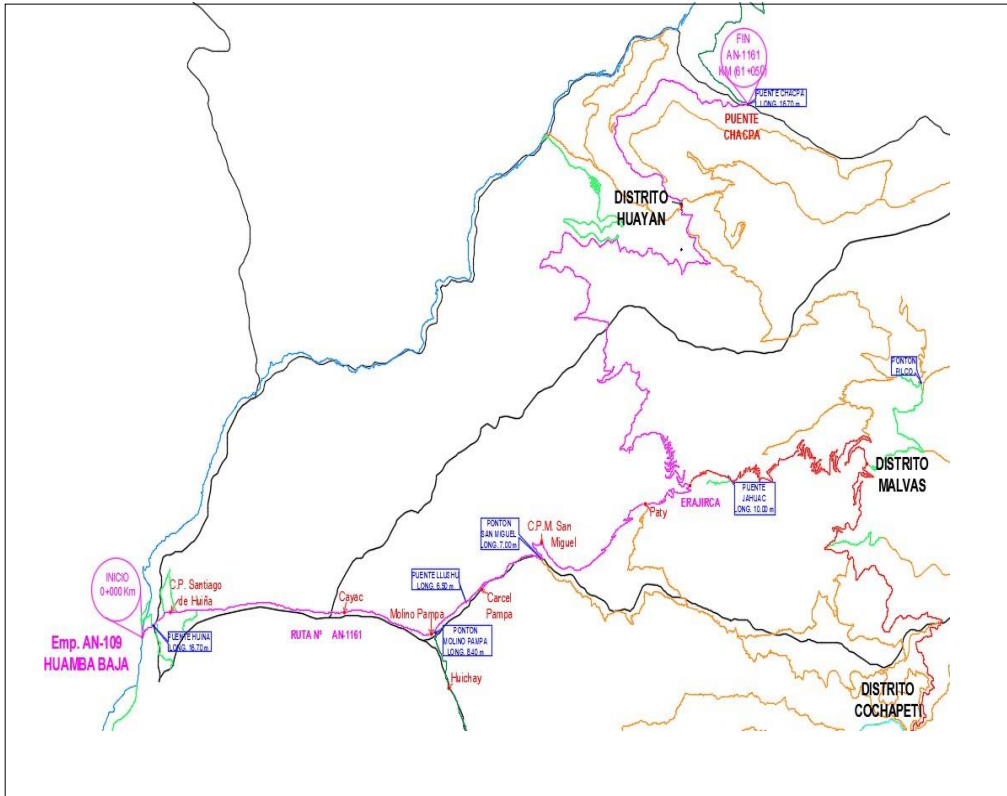 FIN
AN-1161
KM (61+050)
PUENTE CHACPA
LONG. 16.70 m
PUENTE
CHACPA
DISTRITO
HUAYAN
PONTON
PILCO
DISTRITO
MALVAS
PUENTE
JAHUAC
LONG. 10.00 m
ERAJIRCA
Paty
C.P.M. San
Miguel
PONTON
SAN MIGUEL
LONG. 7.00 m
PUENTE LLUSHU
LONG. 6.50 m
Carcel
Pampa
INICIO
0+000 Km
C.P. Santiago
de Huiña
Cayac
Molino Pampa
Emp. AN-109
HUAMBA BAJA
PUENTE HUINA
LONG. 16.70 m
RUTA Nº AN-1161
PONTON
MOLINO PAMPA
LONG. 8.40 m
Huichay
DISTRITO
COCHAPETI